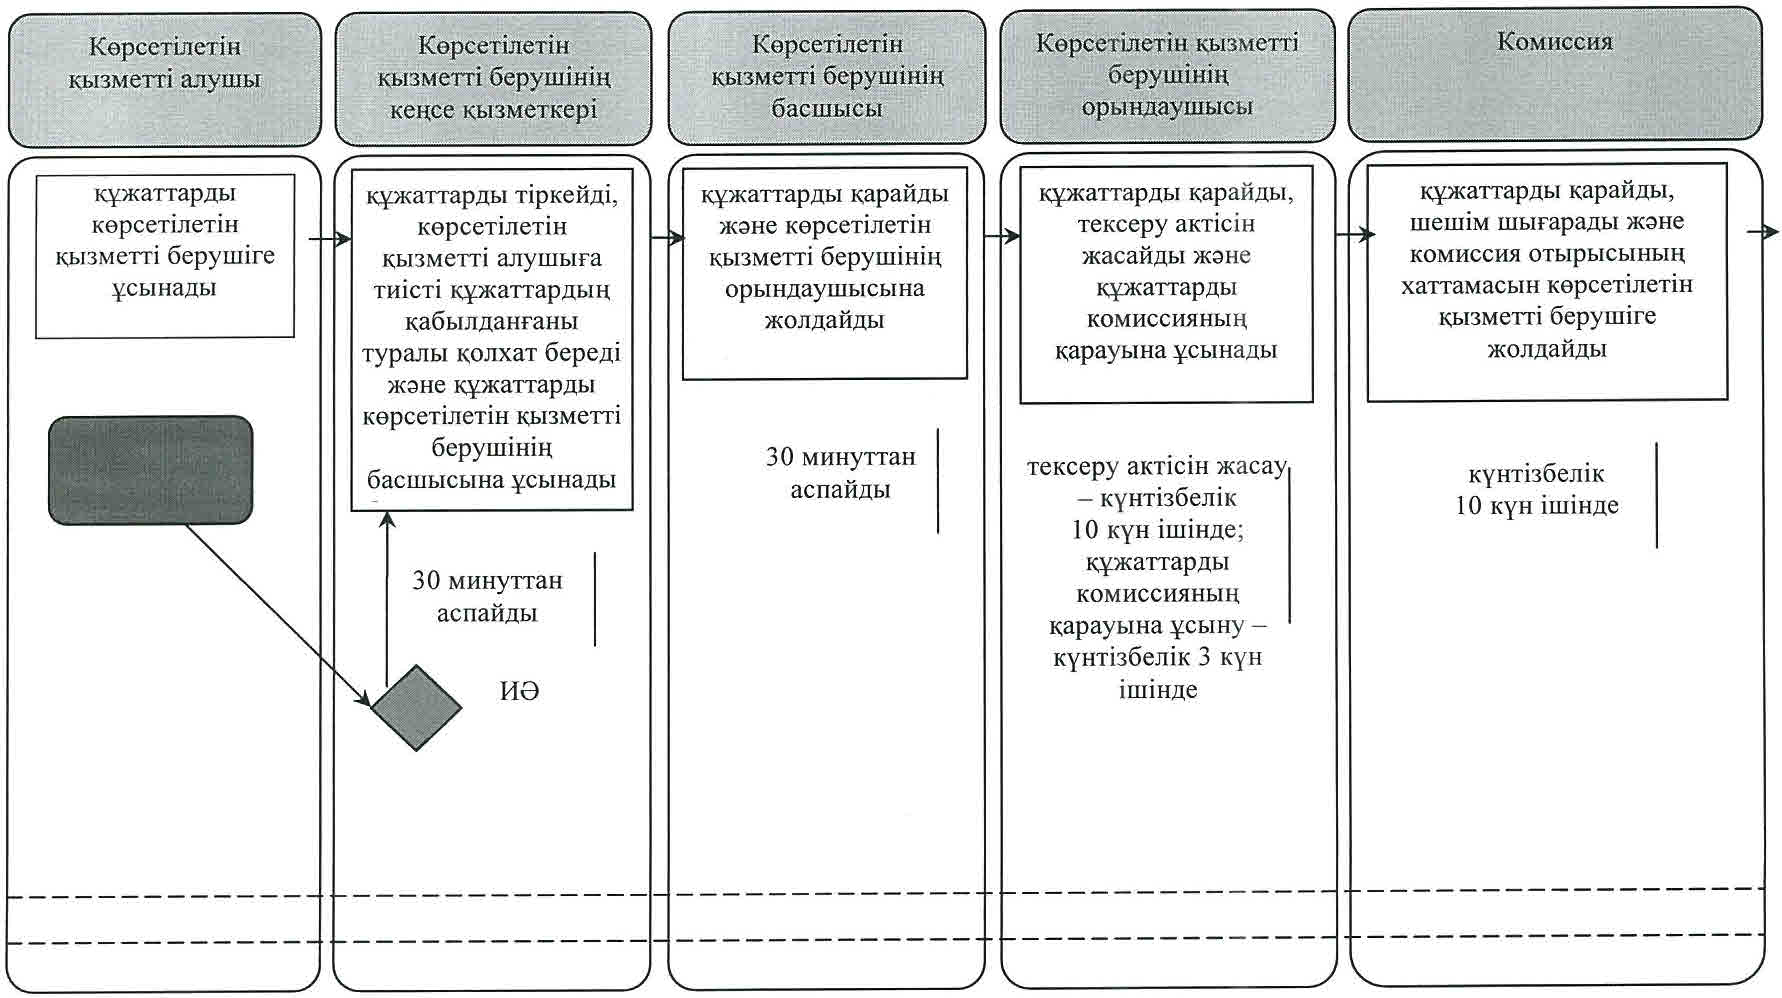 Көрсетілетін
қызметті алушы
Көрсетілетін
қызметті берушінің
кеңсе қызметкері
Көрсетілетін
қызметті берушінің
басшысы
Көрсетілетін қызметті
берушінің
орындаушысы
Комиссия
құжаттарды
көрсетілетін
қызметті берушіге
ұсынады
құжаттарды тіркейді,
көрсетілетін
қызметті алушыға
тиісті құжаттардың
қабылданғаны
туралы қолхат береді
және құжаттарды
көрсетілетін қызметті
берушінің
басшысына ұсынады
30 минуттан
аспайды
ИӘ
құжаттарды қарайды
және көрсетілетін
қызметті берушінің
орындаушысына
жолдайды
30 минуттан
аспайды
құжаттарды қарайды,
тексеру актісін
жасайды және
құжаттарды
комиссияның
қарауына ұсынады
тексеру актісін жасау
– күнтізбелік
10 күн ішінде;
құжаттарды
комиссияның
қарауына ұсыну –
күнтізбелік 3 күн
ішінде
құжаттарды қарайды,
шешім шығарады және
комиссия отырысының
хаттамасын көрсетілетін
қызметті берушіге
жолдайды
күнтізбелік
10 күн ішінде